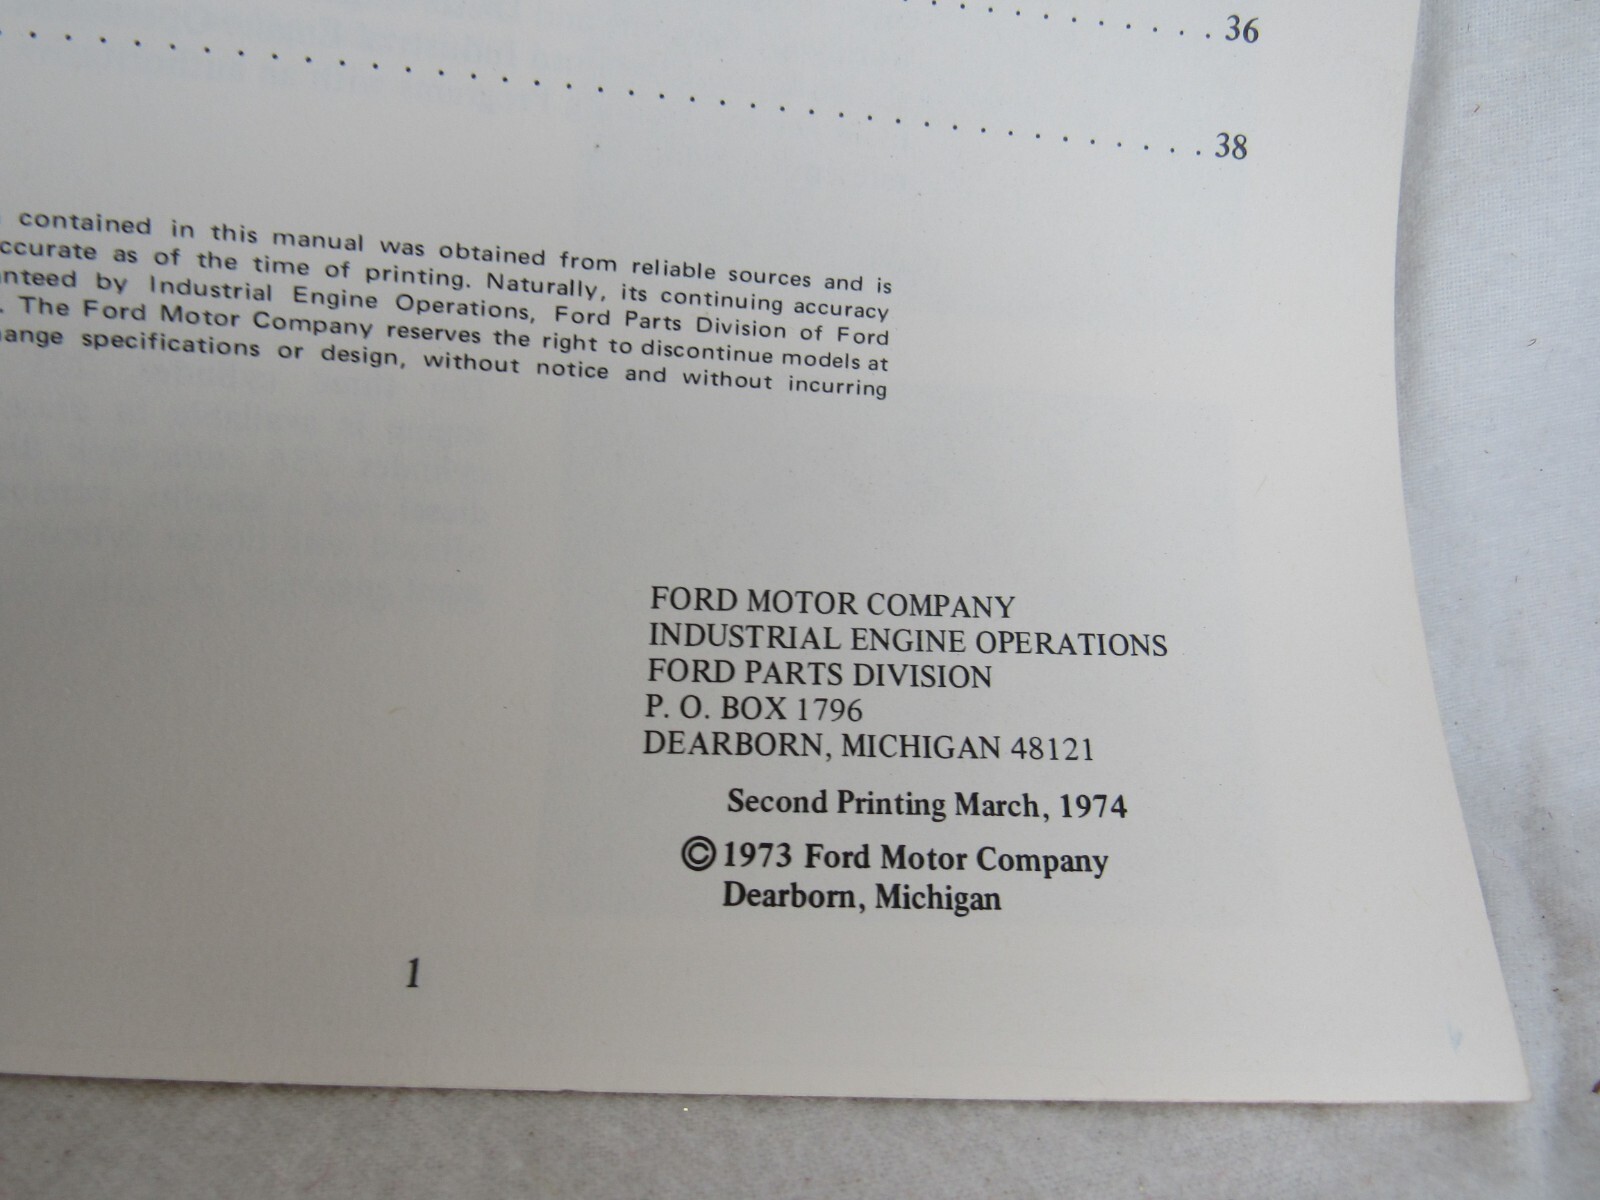 . . . . . . . . 36
. . . . . . . . . . . . . . . . . . . . . . . . . . . . . . . . . . . . . . 38
contained in this manual was obtained from reliable sources and is
ccurate as of the time of printing. Naturally, its continuing accuracy
nteed by Industrial Engine Operations, Ford Parts Division of Ford
. The Ford Motor Company reserves the right to discontinue models at
ange specifications or design, without notice and without incurring
FORD MOTOR COMPANY
INDUSTRIAL ENGINE OPERATIONS
FORD PARTS DIVISION
P. O. BOX 1796
DEARBORN, MICHIGAN 48121
Second Printing March, 1974
© 1973 Ford Motor Company
Dearborn, Michigan
1